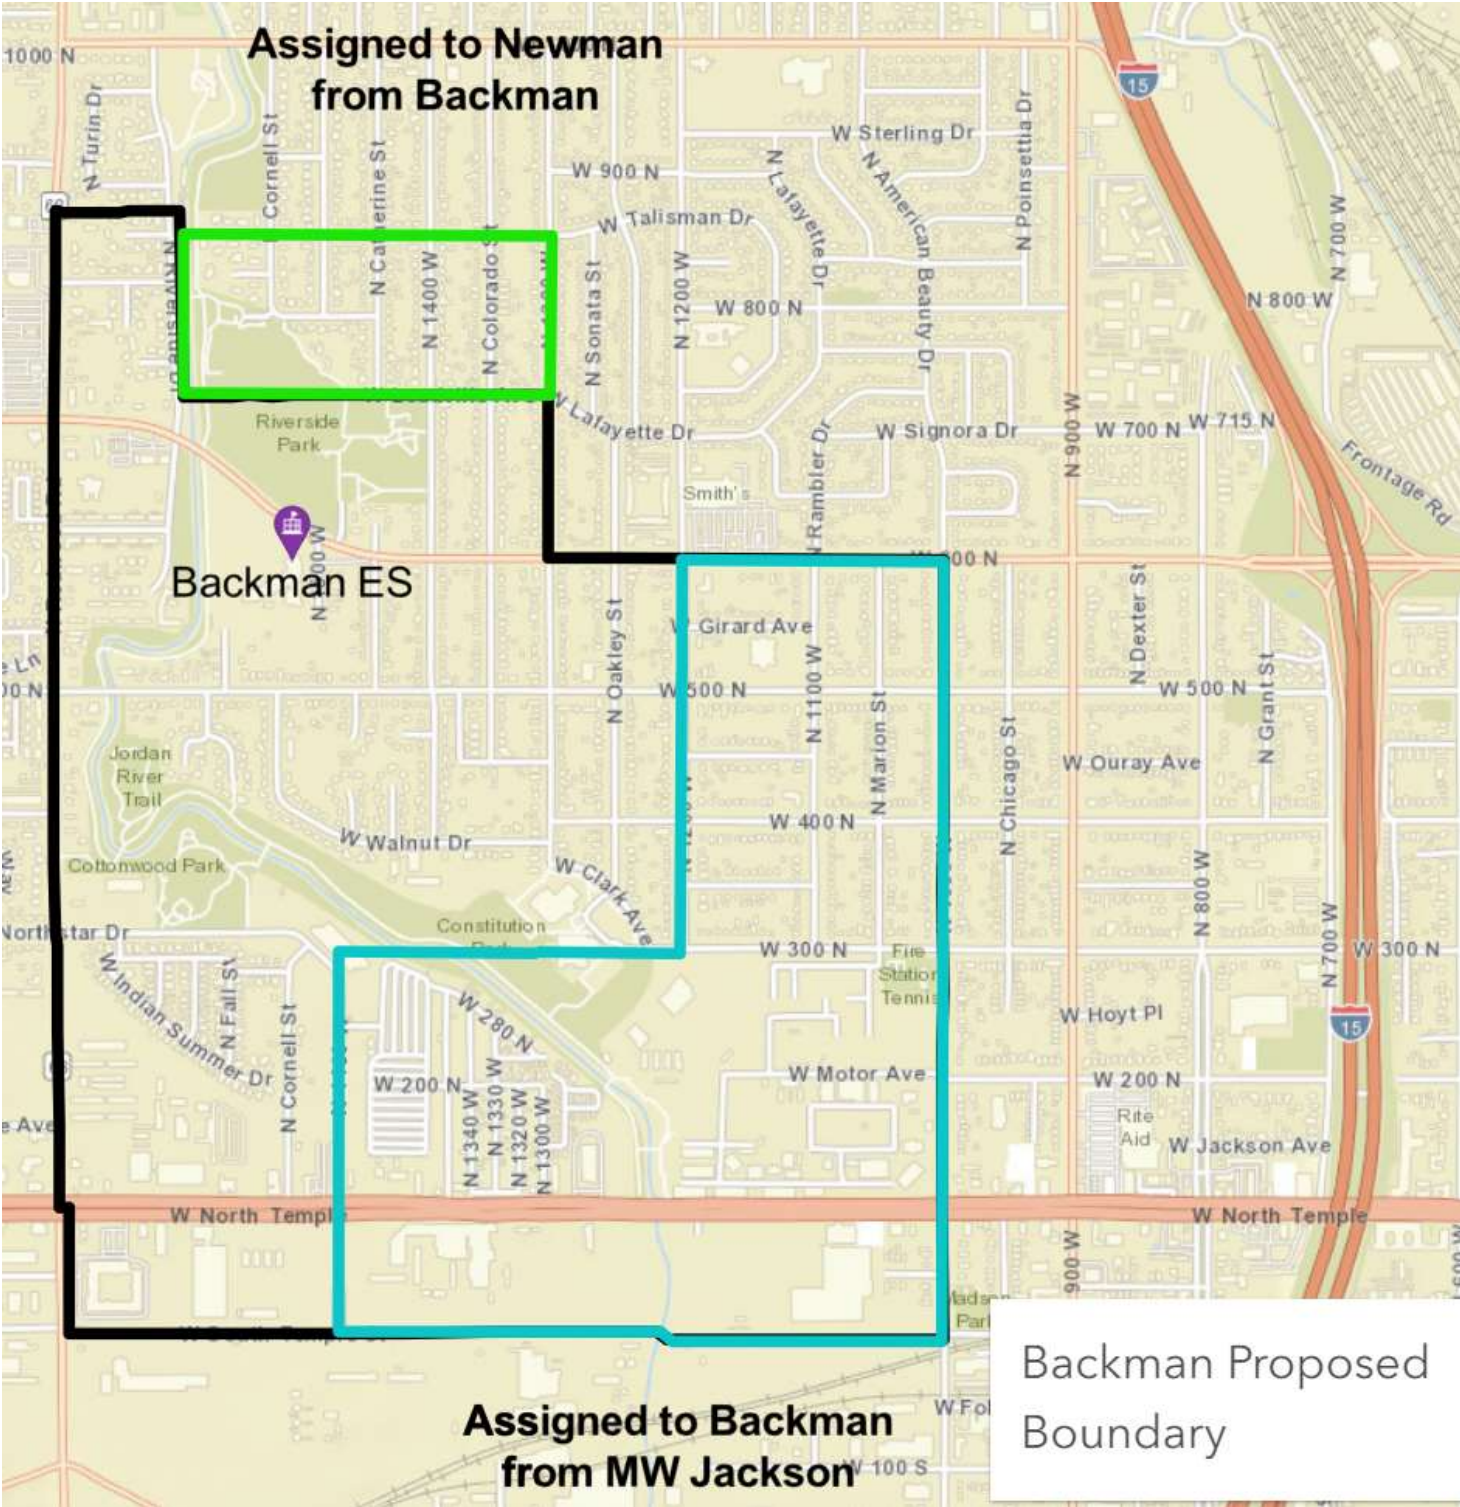 Assigned to Newman
from Backman
1000 N
15
N Turin Dr
Cornell St
N Catherine St
W Sterling Dr
N Poinsettia Dr
W 900 N
N Lafayette Dr
N American Beauty Dr
W Talisman Dr
N 700 W
N 1400 W
N Colorado St
N Sonata St
N 1200 W
W 800 N
N 800 W
Riverside
Park
W Lafayette Dr
N Rambler Dr
W Signora Dr
N 900 W
W 700 N
W 715 N
Frontage Rd
Smith's
Backman ES
W Girard Ave
N Oakley St
N 1100 W
N Marion St
W 500 N
N Dexter St
W 500 N
N Grant St
N Chicago St
W Ouray Ave
Jordan
River
Trail
W 400 N
W Walnut Dr
Cottonwood Park
W Clark Ave
N 800 W
Constitution
Northstar Dr
W 300 N
Fire
Station
Tennis
N 700 W
W 300 N
W Indian Summer Dr
N Fall St
N Cornell St
W 280 N
W Hoyt Pl
15
W 200 N
W Motor Ave
W 200 N
N 1340 W
N 1330 W
N 1320 W
N 1300 W
Rite
Aid
W Jackson Ave
W North Temple
W North Temple
900 W
Backman Proposed
Boundary
Assigned to Backman
from MW Jackson
W 100 S